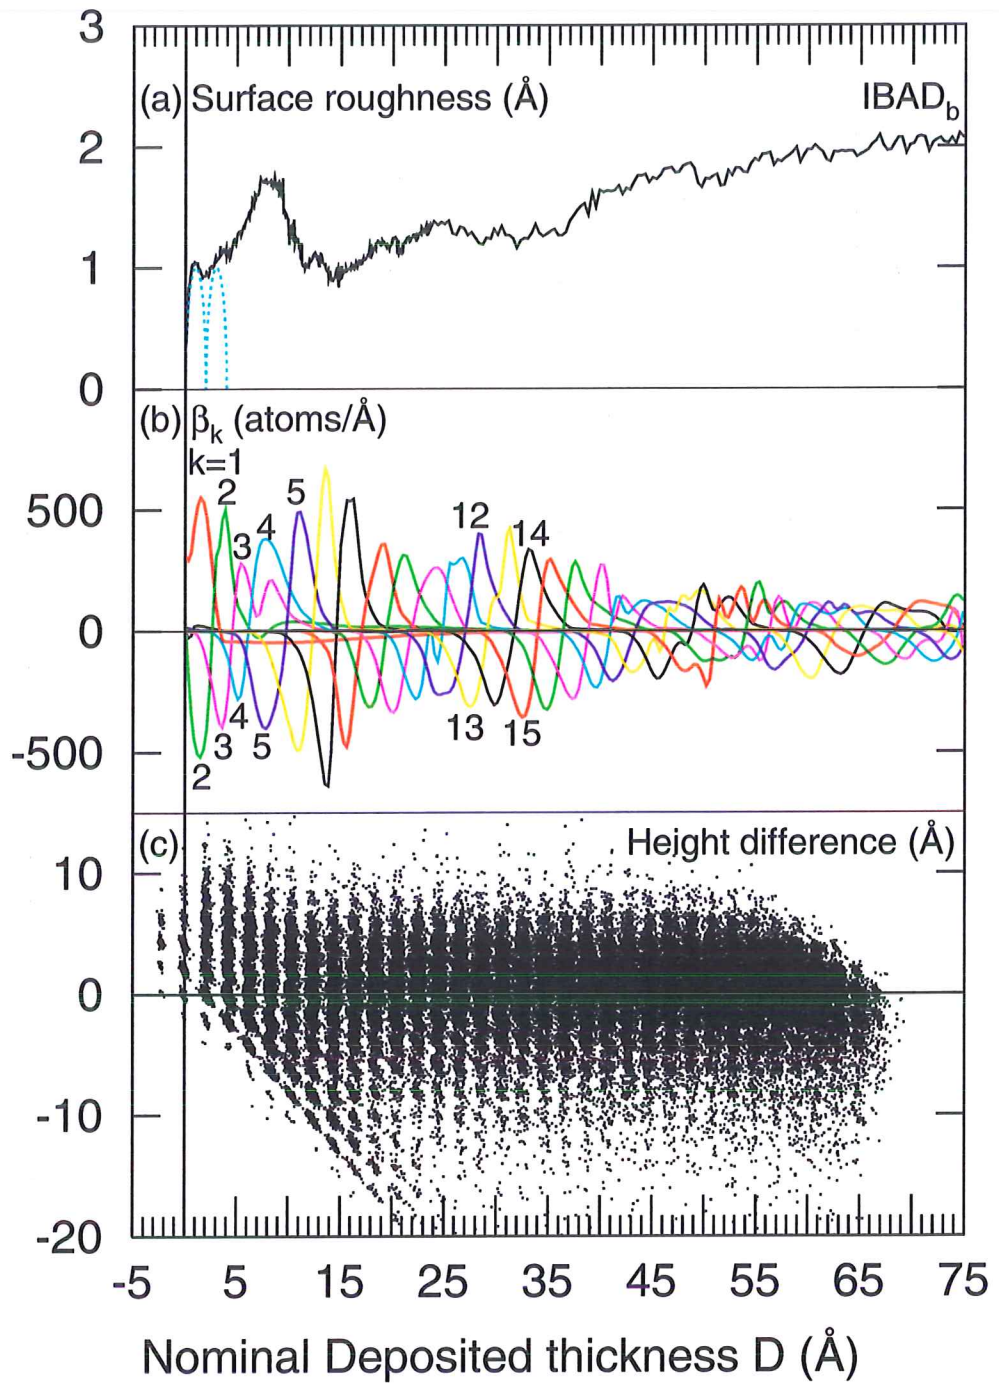 3
(a) Surface roughness (Å) IBAD_b
2
1
0
(b) β_k (atoms/Å)
k=1
2 5
500 3 4 12 14
0
4 3 5 13 15
-500
2
(c) Height difference (Å)
10
0
-10
-20
-5 5 15 25 35 45 55 65 75
Nominal Deposited thickness D (Å)